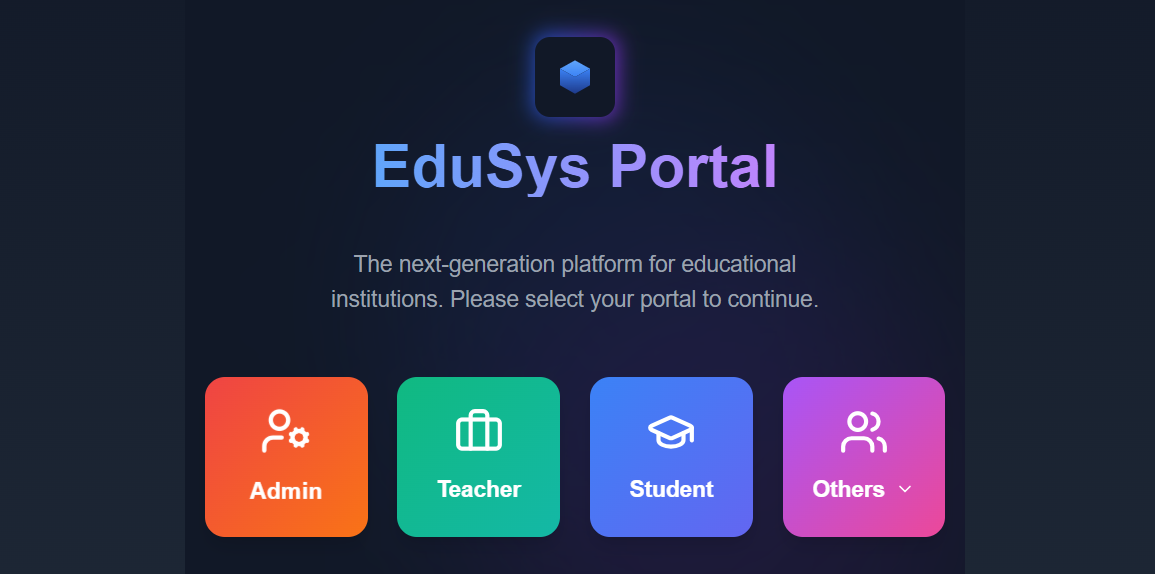 EduSys Portal
The next-generation platform for educational
institutions. Please select your portal to continue.
Admin
Teacher
Student
Others